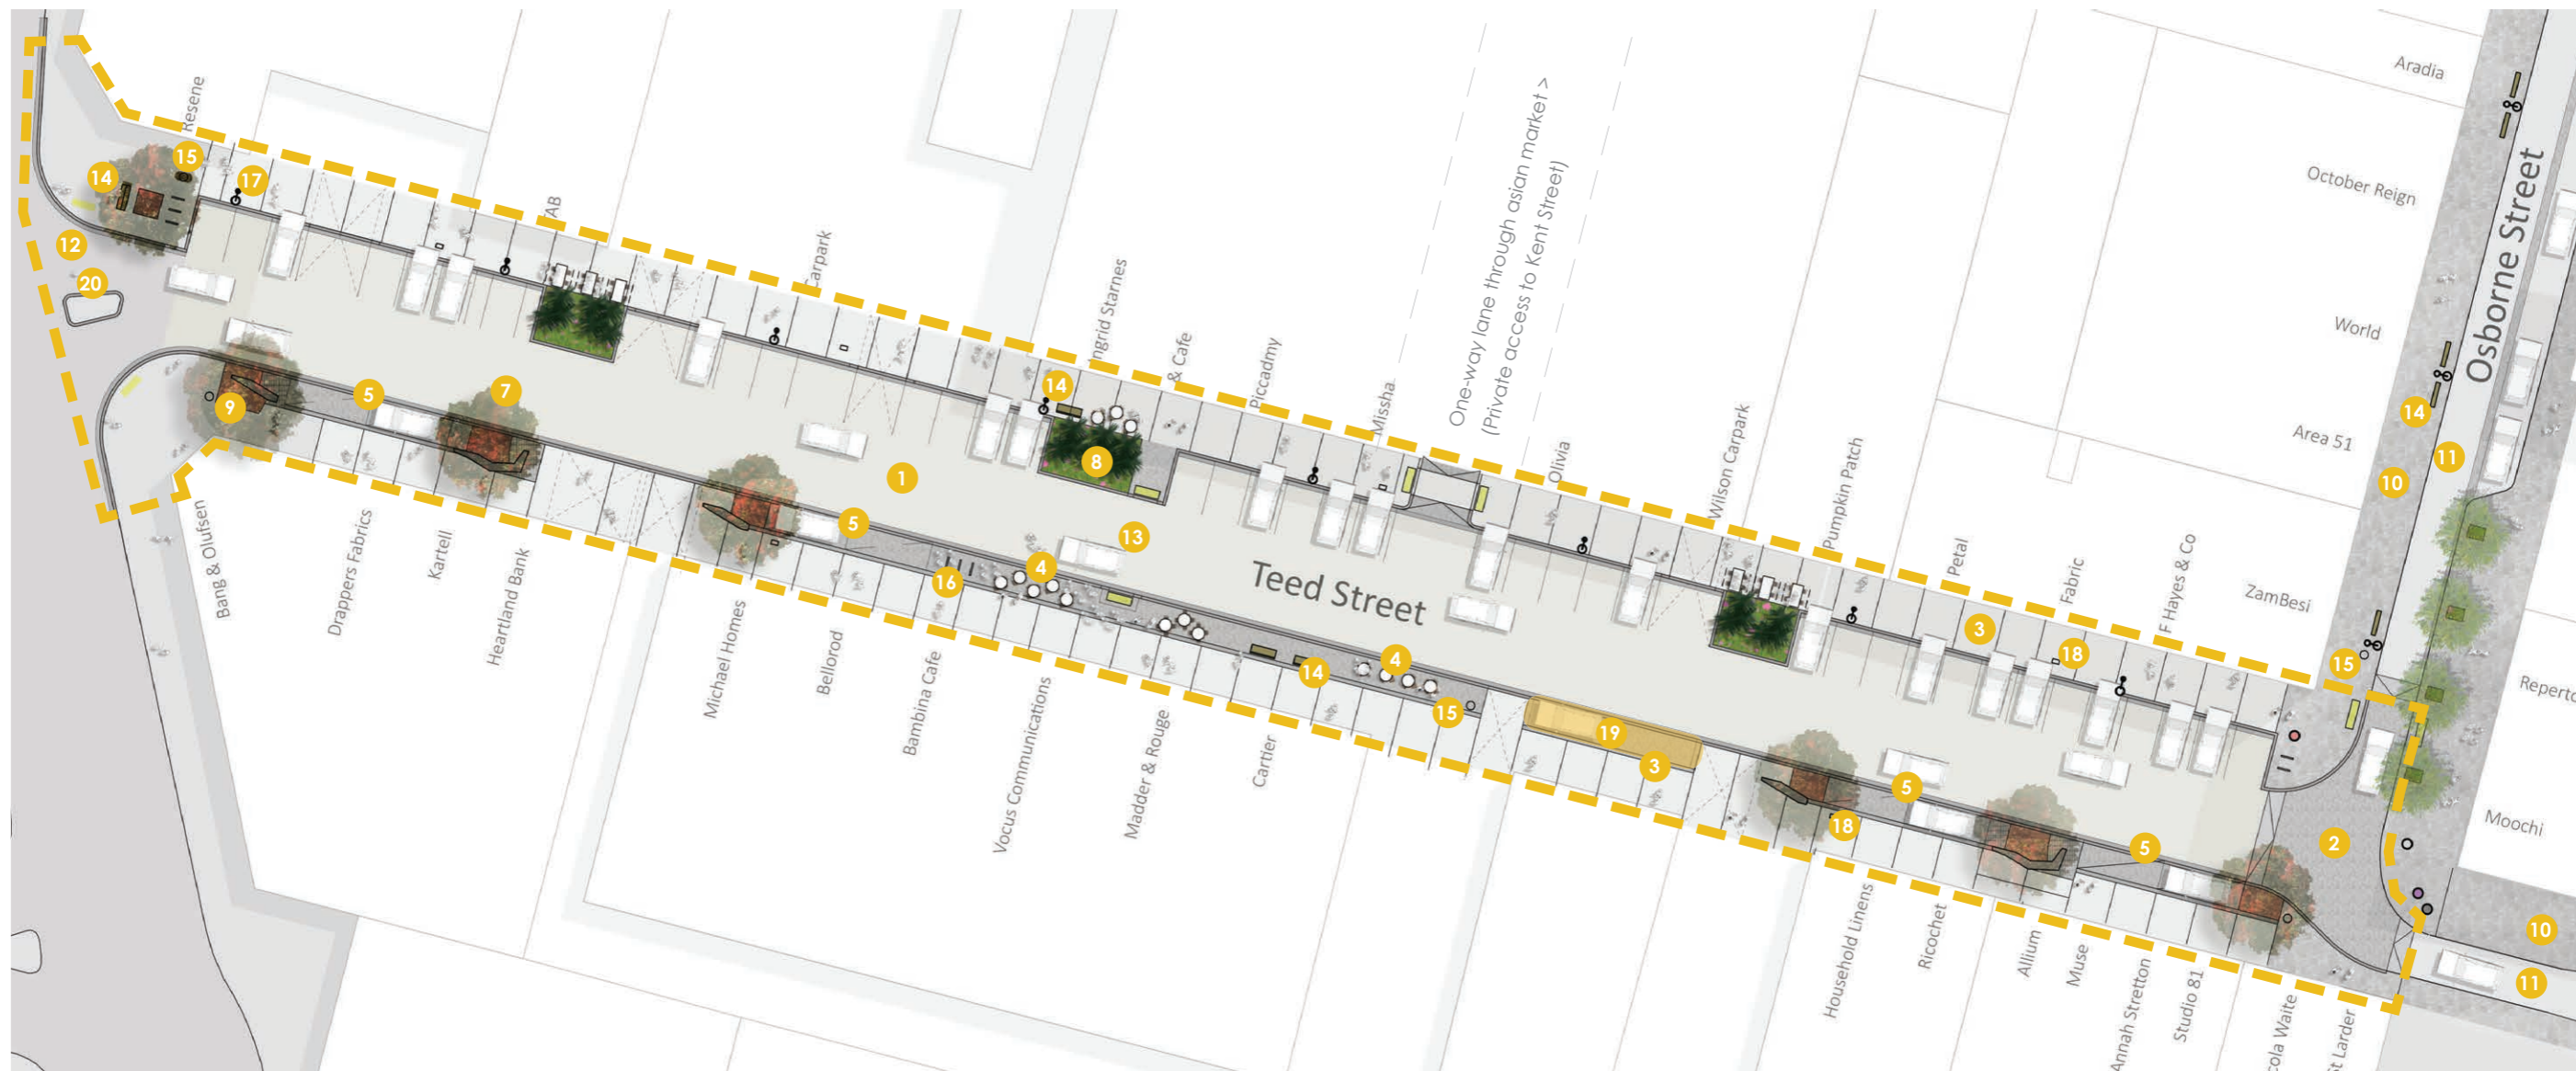 Resene
15
14
17
12
20
TAB
Carpark
Ingrid Starnes
& Cafe
Piccadmy
Missha
One-way lane through asian market >
(Private access to Kent Street)
Olivia
Wilson Carpark
Pumpkin Patch
Petal
Fabric
F Hayes & Co
ZamBesi
Aradia
October Reign
World
Area 51
Osborne Street
14
11
10
9
5
7
5
1
14
8
13
4
16
Teed Street
4
14
15
19
3
3
18
15
18
5
5
2
10
11
Moochi
Bang & Olufsen
Drappers Fabrics
Kartell
Heartland Bank
Michael Homes
Bellorod
Bambina Cafe
Vocus Communications
Madder & Rouge
Cartier
Household Linens
Ricochet
Allium
Muse
Annah Stretton
Studio 81
Waite
Larder